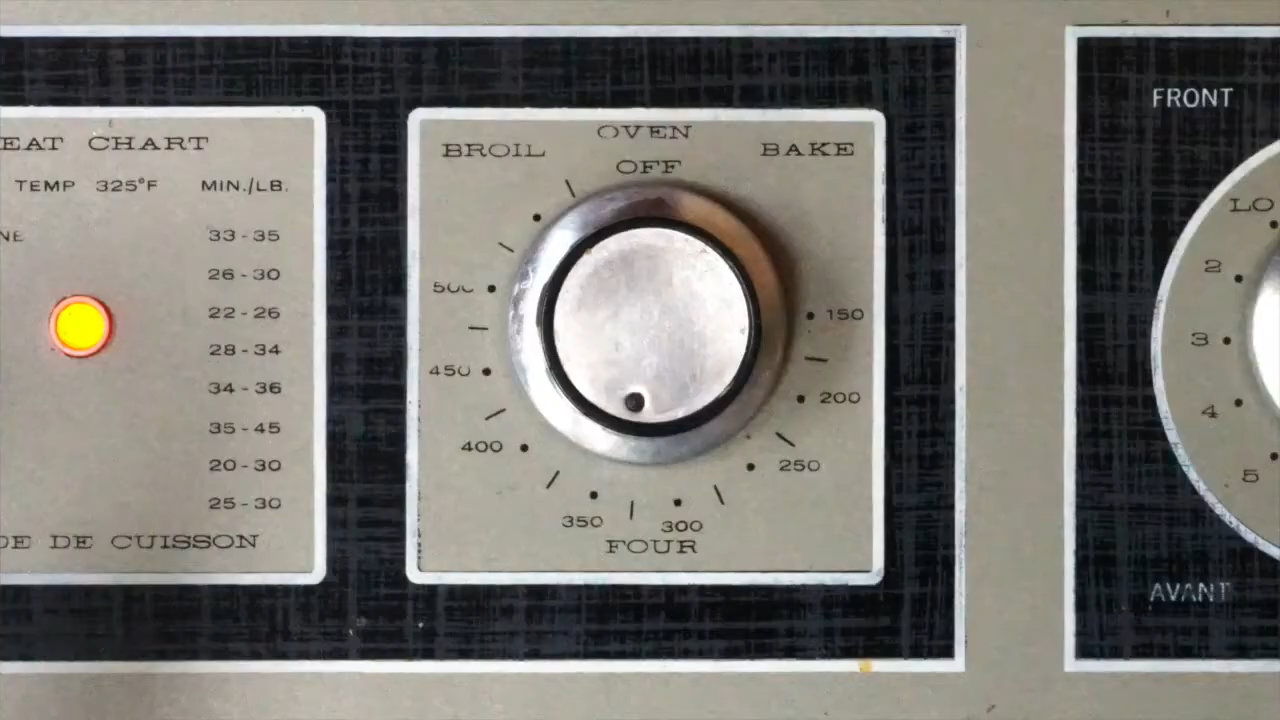 EAT CHART
TEMP 325°F MIN./LB.
NE 33-35
26-30
22-26
28-34
34-36
35-45
20-30
25-30
DE DE CUISSON
OVEN
BROIL OFF BAKE
500
450
400
350
300
250
200
150
FOUR
FRONT
LO
2
3
4
5
AVANT